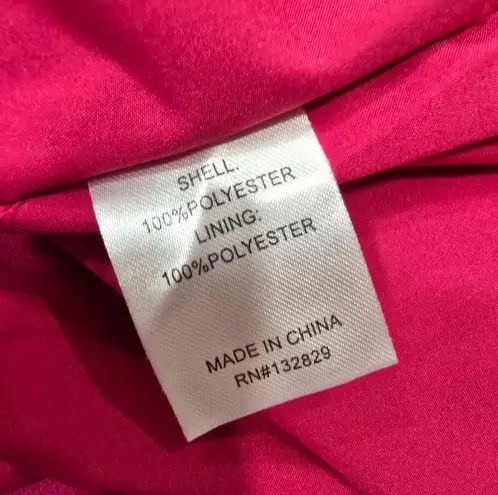 SHELL:
100%POLYESTER
LINING:
100%POLYESTER
MADE IN CHINA
RN#132829